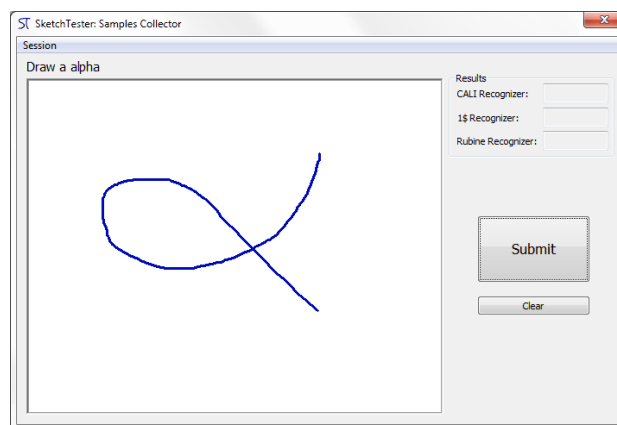 SketchTester: Samples Collector
Session
Draw a alpha
Results
CALI Recognizer:
1$ Recognizer:
Rubine Recognizer:
Submit
Clear